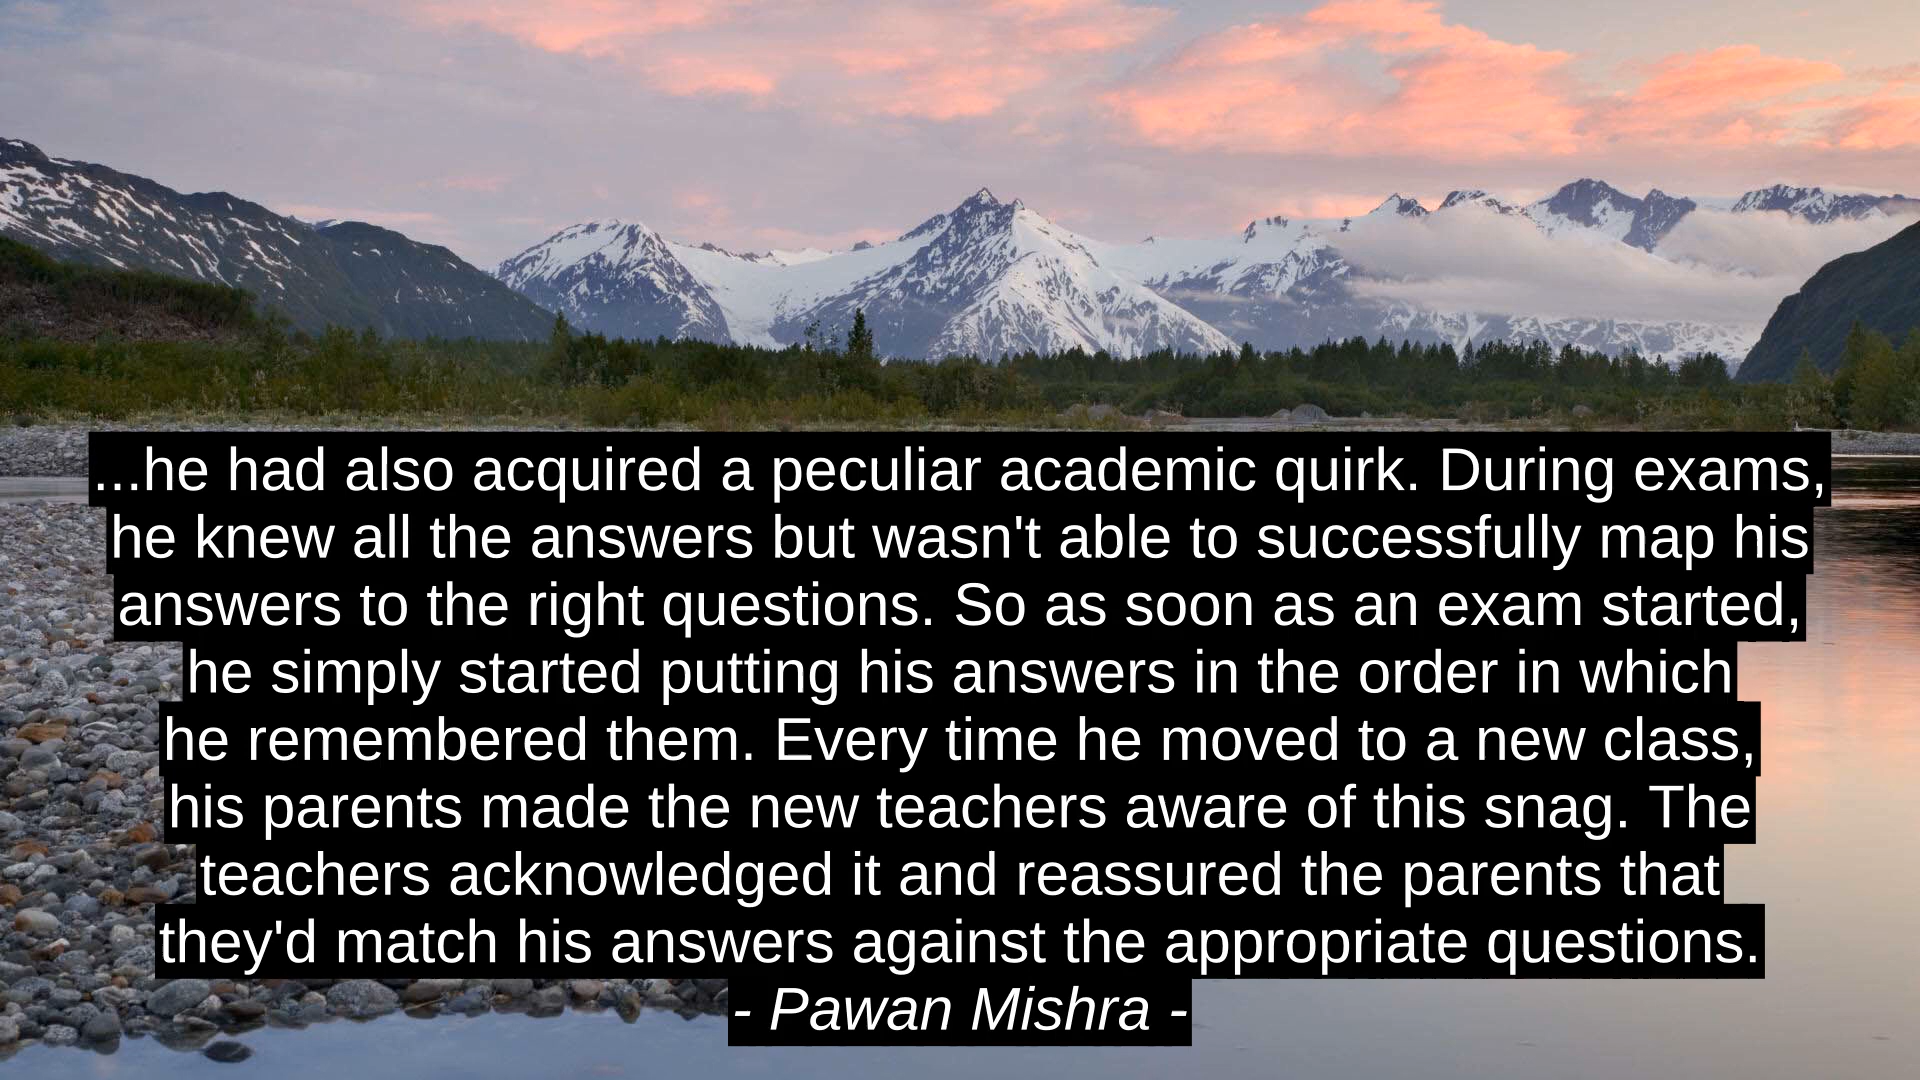 ...he had also acquired a peculiar academic quirk. During exams,
he knew all the answers but wasn't able to successfully map his
answers to the right questions. So as soon as an exam started,
he simply started putting his answers in the order in which
he remembered them. Every time he moved to a new class,
his parents made the new teachers aware of this snag. The
teachers acknowledged it and reassured the parents that
they'd match his answers against the appropriate questions.
- Pawan Mishra -